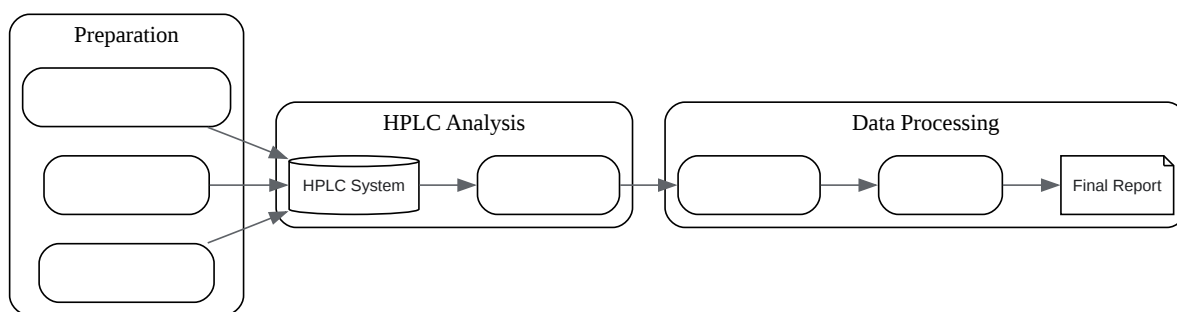 Preparation
HPLC Analysis
HPLC System
Data Processing
Final Report